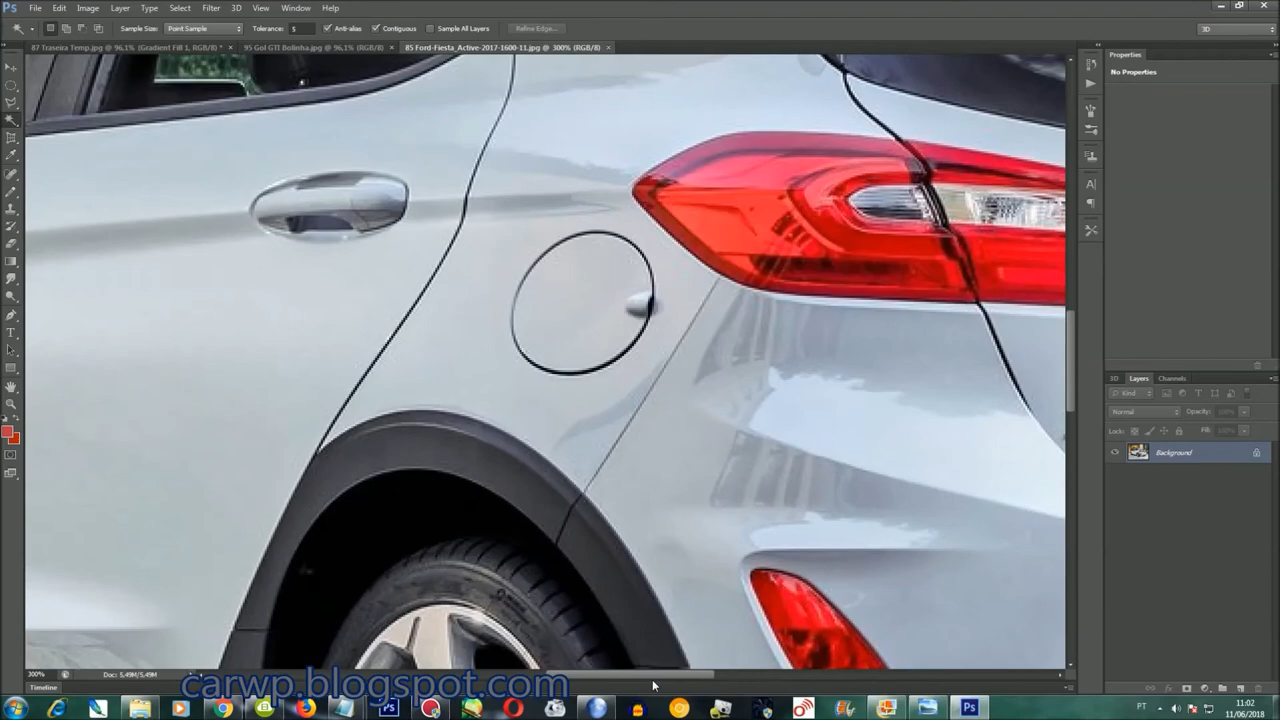 Ps File Edit Image Layer Type Select Filter 3D View Window Help
Sample Size: Point Sample Tolerance: 5 Anti-alias Contiguous Sample All Layers Refine Edge... 3D
87 Traseira Temp.jpg @ 96,1% (Gradient Fill 1, RGB/8) * × 95 Gol GTI Bolinha.jpg @ 96,1% (RGB/8) × 85 Ford-Fiesta_Active-2017-1600-11.jpg @ 300% (RGB/8) ×
Properties
No Properties
3D Layers Channels
Kind
Normal Opacity:
Lock: Fill:
Background
300% Doc: 5,49M/5,49M
Timeline
carwp.blogspot.com
PT 11:02
11/06/2018